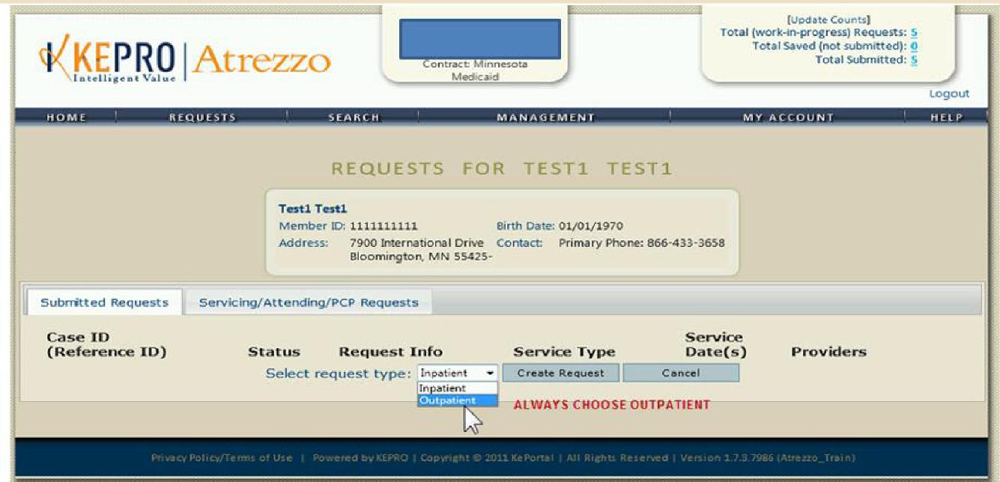 KEPRO | Atrezzo
Intelligent Value
Contract: Minnesota
Medicaid
[Update Counts]
Total (work-in-progress) Requests: 5
Total Saved (not submitted): 0
Total Submitted: 5
Logout
HOME | REQUESTS | SEARCH | MANAGEMENT | MY ACCOUNT | HELP
REQUESTS FOR TEST1 TEST1
Test1 Test1
Member ID: 1111111111 Birth Date: 01/01/1970
Address: 7900 International Drive Contact: Primary Phone: 866-433-3658
Bloomington, MN 55425-
Submitted Requests Servicing/Attending/PCP Requests
Case ID
(Reference ID) Status Request Info Service Type Service
Date(s) Providers
Select request type: Inpatient Create Request Cancel
Inpatient
Outpatient
ALWAYS CHOOSE OUTPATIENT
Privacy Policy/Terms of Use | Powered by KEPRO | Copyright © 2011 KePortal | All Rights Reserved | Version 1.7.3.7986 (Atrezzo_Train)